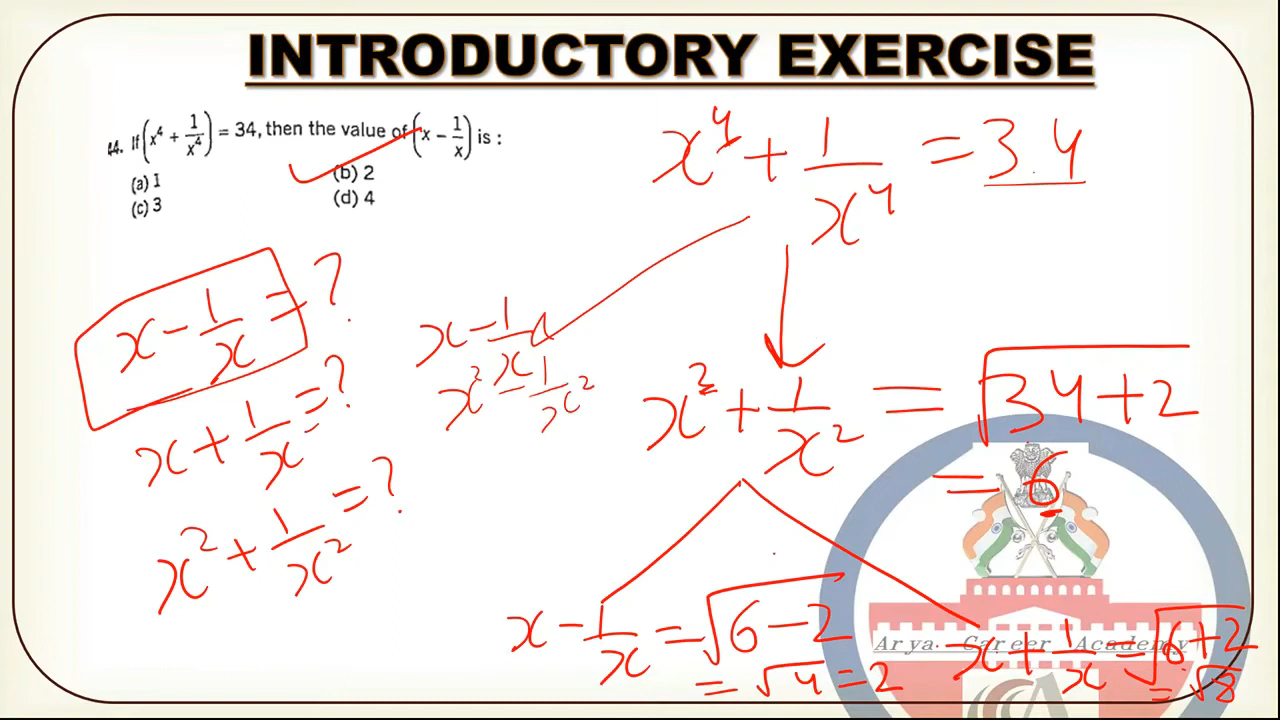 INTRODUCTORY EXERCISE
44. If (x⁴ + 1/x⁴) = 34, then the value of (x − 1/x) is :
(a) 1 (b) 2
(c) 3 (d) 4
x⁴ + 1/x⁴ = 34
x − 1/x = ?
x + 1/x = ?
x² + 1/x² = ?
x − 1/x
x² − 1/x²
x² + 1/x² = √34+2
= 6
x − 1/x = √6−2
= √4 = 2
x + 1/x = √6+2
= √8
Arya Career Academy